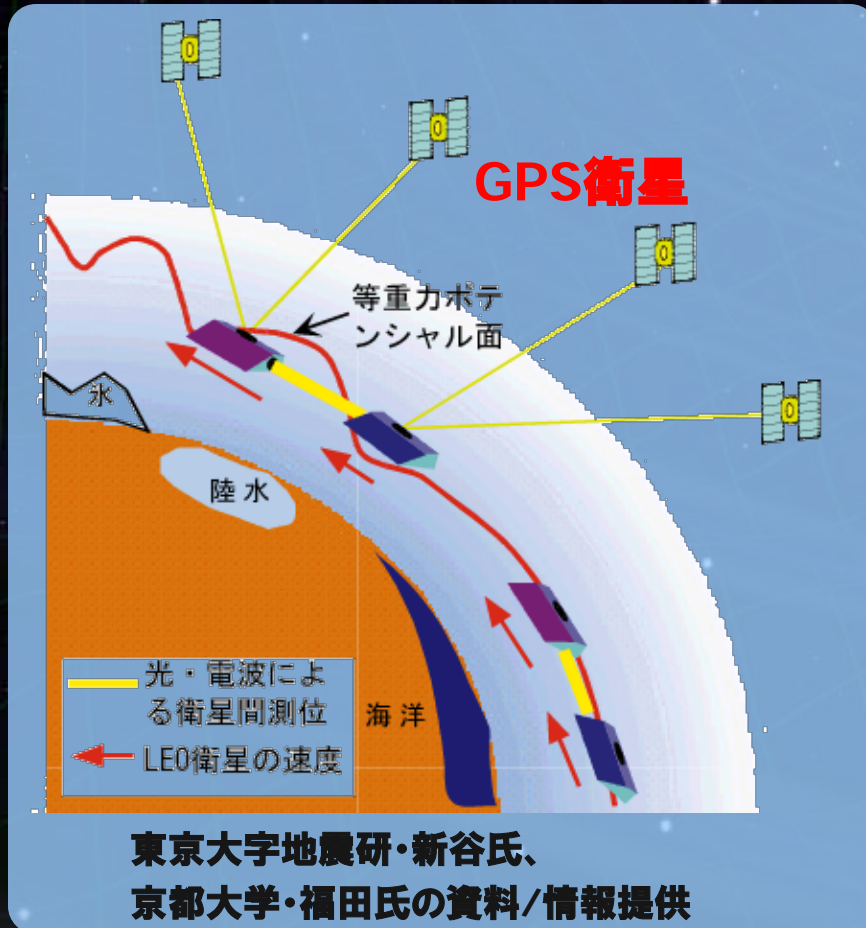 GPS衛星
等重力ポテ
ンシャル面
氷
陸水
海洋
光・電波によ
る衛星間測位
LEO衛星の速度
東京大字地震研・新谷氏、
京都大学・福田氏の資料/情報提供